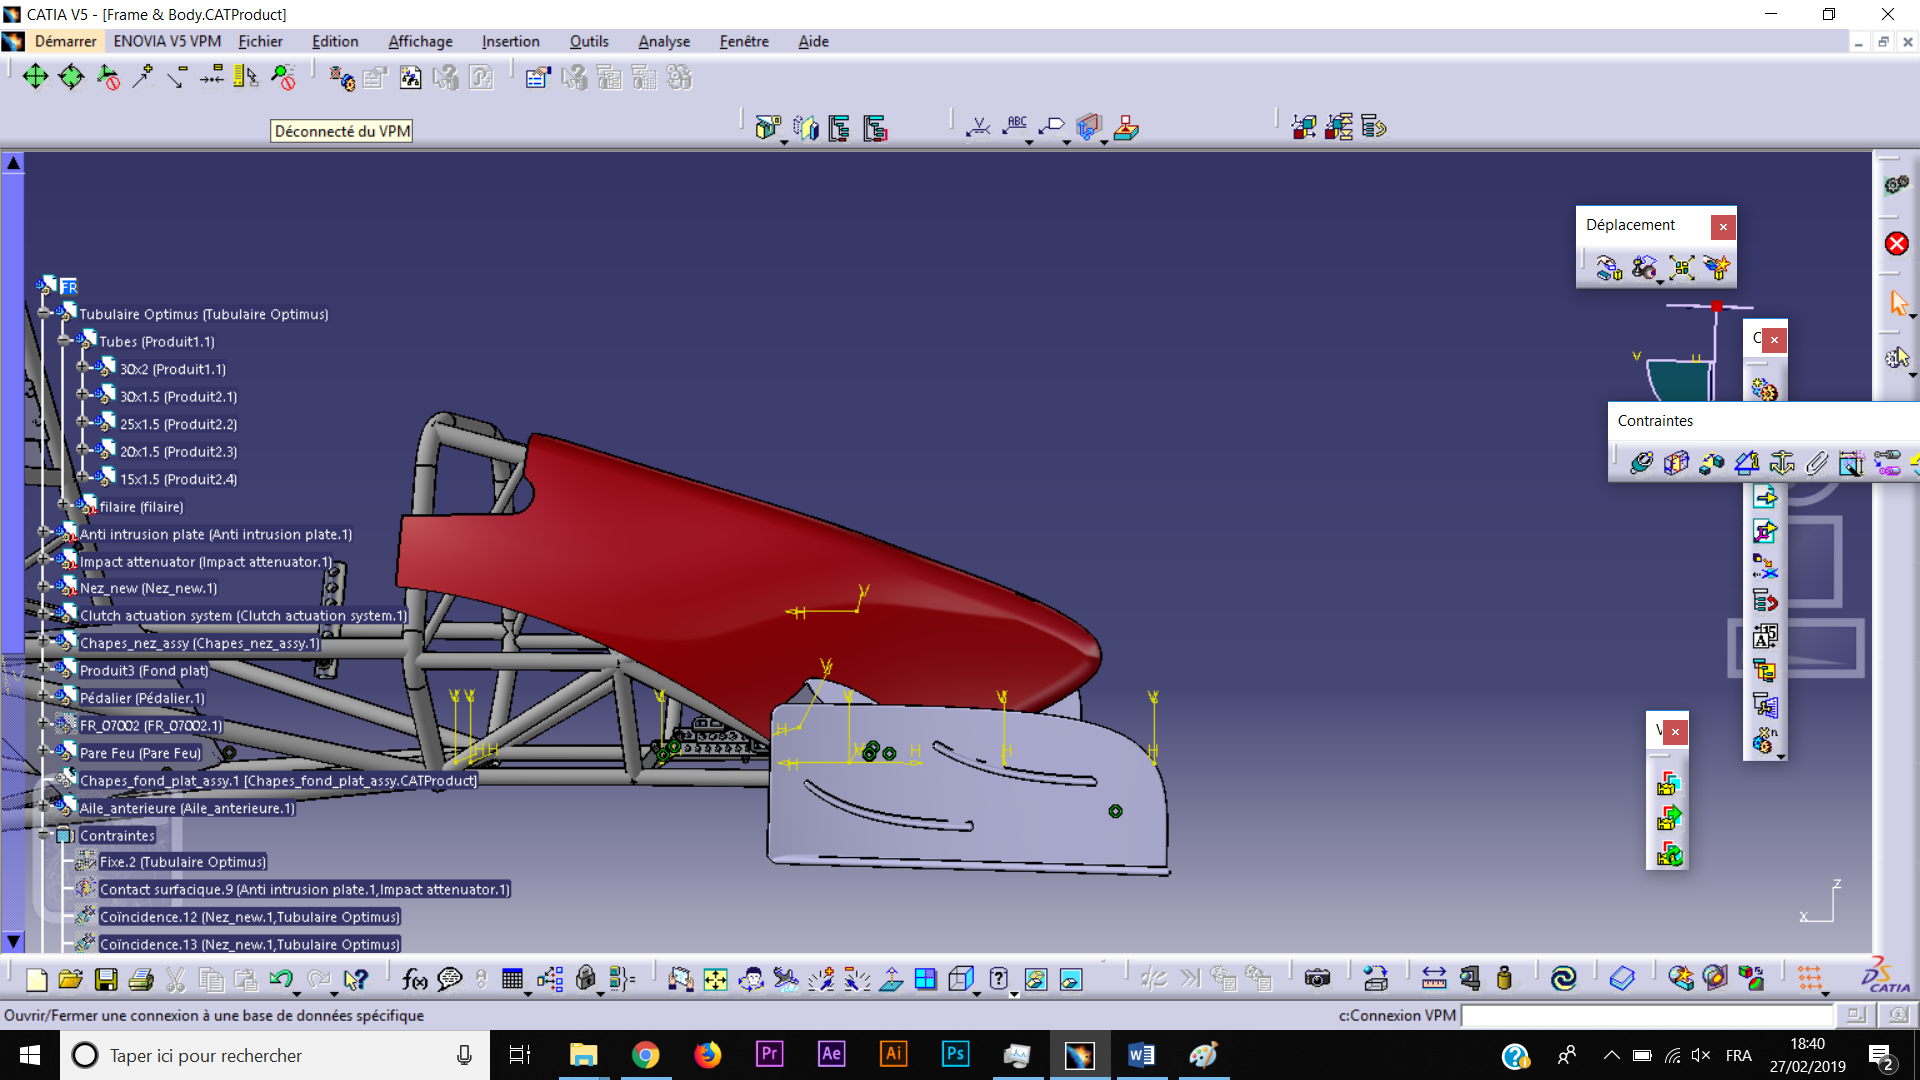 CATIA V5 - [Frame & Body.CATProduct]
Démarrer ENOVIA V5 VPM Fichier Edition Affichage Insertion Outils Analyse Fenêtre Aide
Déconnecté du VPM
ABC
Déplacement
FR
Tubulaire Optimus (Tubulaire Optimus)
Tubes (Produit1.1)
30x2 (Produit1.1)
30x1.5 (Produit2.1)
25x1.5 (Produit2.2)
20x1.5 (Produit2.3)
15x1.5 (Produit2.4)
filaire (filaire)
Anti intrusion plate (Anti intrusion plate.1)
Impact attenuator (Impact attenuator.1)
Nez_new (Nez_new.1)
Clutch actuation system (Clutch actuation system.1)
Chapes_nez_assy (Chapes_nez_assy.1)
Produit3 (Fond plat)
Pédalier (Pédalier.1)
FR_07002 (FR_07002.1)
Pare Feu (Pare Feu)
Chapes_fond_plat_assy.1 [Chapes_fond_plat_assy.CATProduct]
Aile_anterieure (Aile_anterieure.1)
Contraintes
Fixe.2 (Tubulaire Optimus)
Contact surfacique.9 (Anti intrusion plate.1,Impact attenuator.1)
Coïncidence.12 (Nez_new.1,Tubulaire Optimus)
Coïncidence.13 (Nez_new.1,Tubulaire Optimus)
Contraintes
z
x
f(x)
CATIA
Ouvrir/Fermer une connexion à une base de données spécifique
c:Connexion VPM
Taper ici pour rechercher
Pr Ae Ai Ps
FRA
18:40
27/02/2019
2